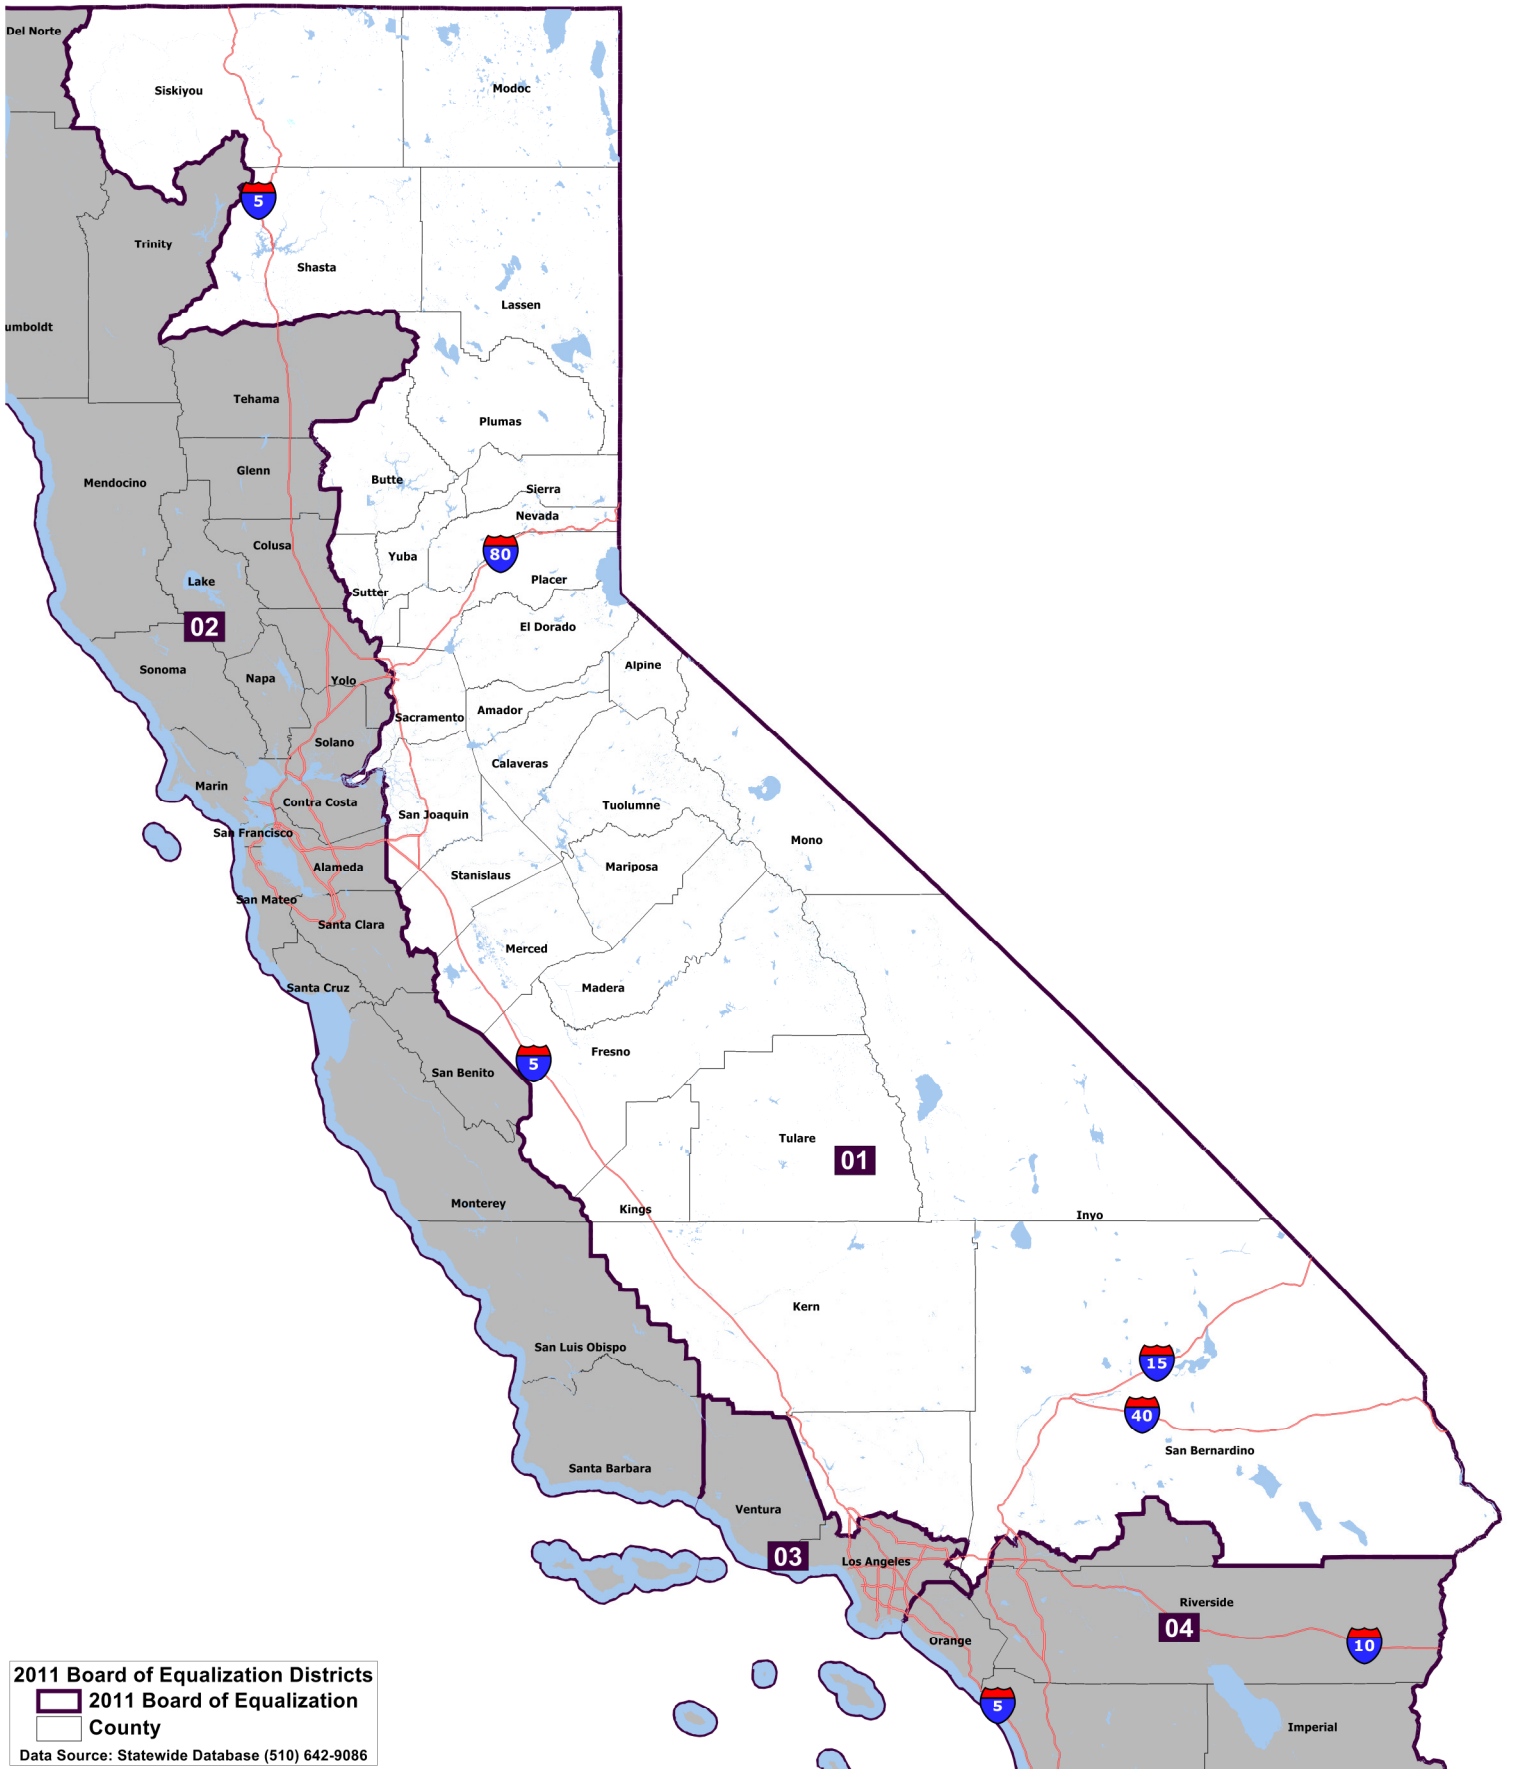 Del Norte
Siskiyou
Modoc
5
Trinity
Shasta
Lassen
umboldt
Tehama
Plumas
Glenn
Butte
Mendocino
Sierra
Nevada
Colusa
Yuba
80
Lake
Placer
Sutter
02
El Dorado
Sonoma
Napa
Yolo
Alpine
Sacramento
Amador
Solano
Calaveras
Marin
Contra Costa
Tuolumne
San Joaquin
San Francisco
Mono
Alameda
Mariposa
Stanislaus
San Mateo
Santa Clara
Merced
Santa Cruz
Madera
Fresno
5
San Benito
Tulare
01
Monterey
Kings
Inyo
Kern
San Luis Obispo
15
40
San Bernardino
Santa Barbara
Ventura
03
Los Angeles
Riverside
04
Orange
10
5
Imperial
2011 Board of Equalization Districts
2011 Board of Equalization
County
Data Source: Statewide Database (510) 642-9086